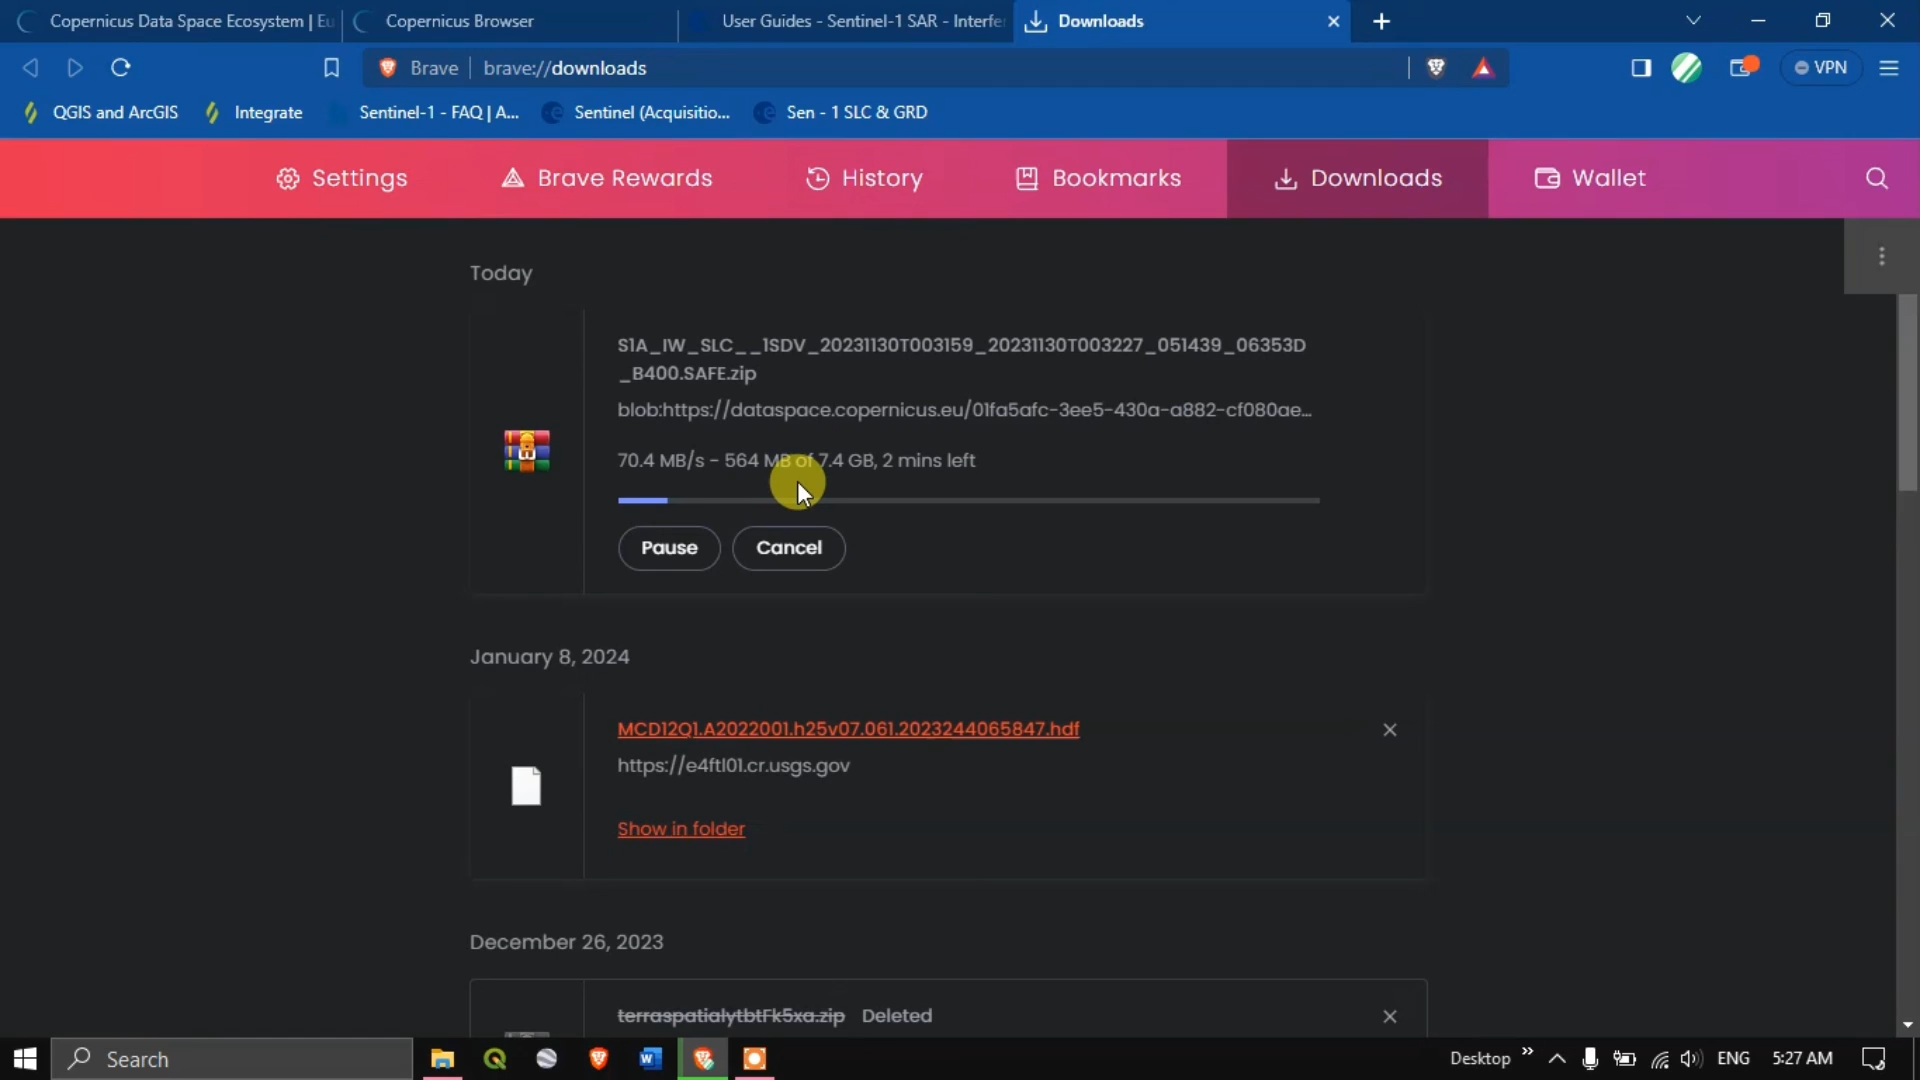 Copernicus Data Space Ecosystem | Eu
Copernicus Browser
User Guides - Sentinel-1 SAR - Interfer
Downloads
Brave
brave://downloads
VPN
QGIS and ArcGIS
Integrate
Sentinel-1 - FAQ | A...
Sentinel (Acquisitio...
Sen - 1 SLC & GRD
Settings
Brave Rewards
History
Bookmarks
Downloads
Wallet
Today
S1A_IW_SLC__1SDV_20231130T003159_20231130T003227_051439_06353D
_B400.SAFE.zip
blob:https://dataspace.copernicus.eu/01fa5afc-3ee5-430a-a882-cf080ae...
70.4 MB/s - 564 MB of 7.4 GB, 2 mins left
Pause
Cancel
January 8, 2024
MCD12Q1.A2022001.h25v07.061.2023244065847.hdf
https://e4ftl01.cr.usgs.gov
Show in folder
December 26, 2023
terraspatialytbtFk5xa.zip Deleted
Search
Desktop
ENG
5:27 AM